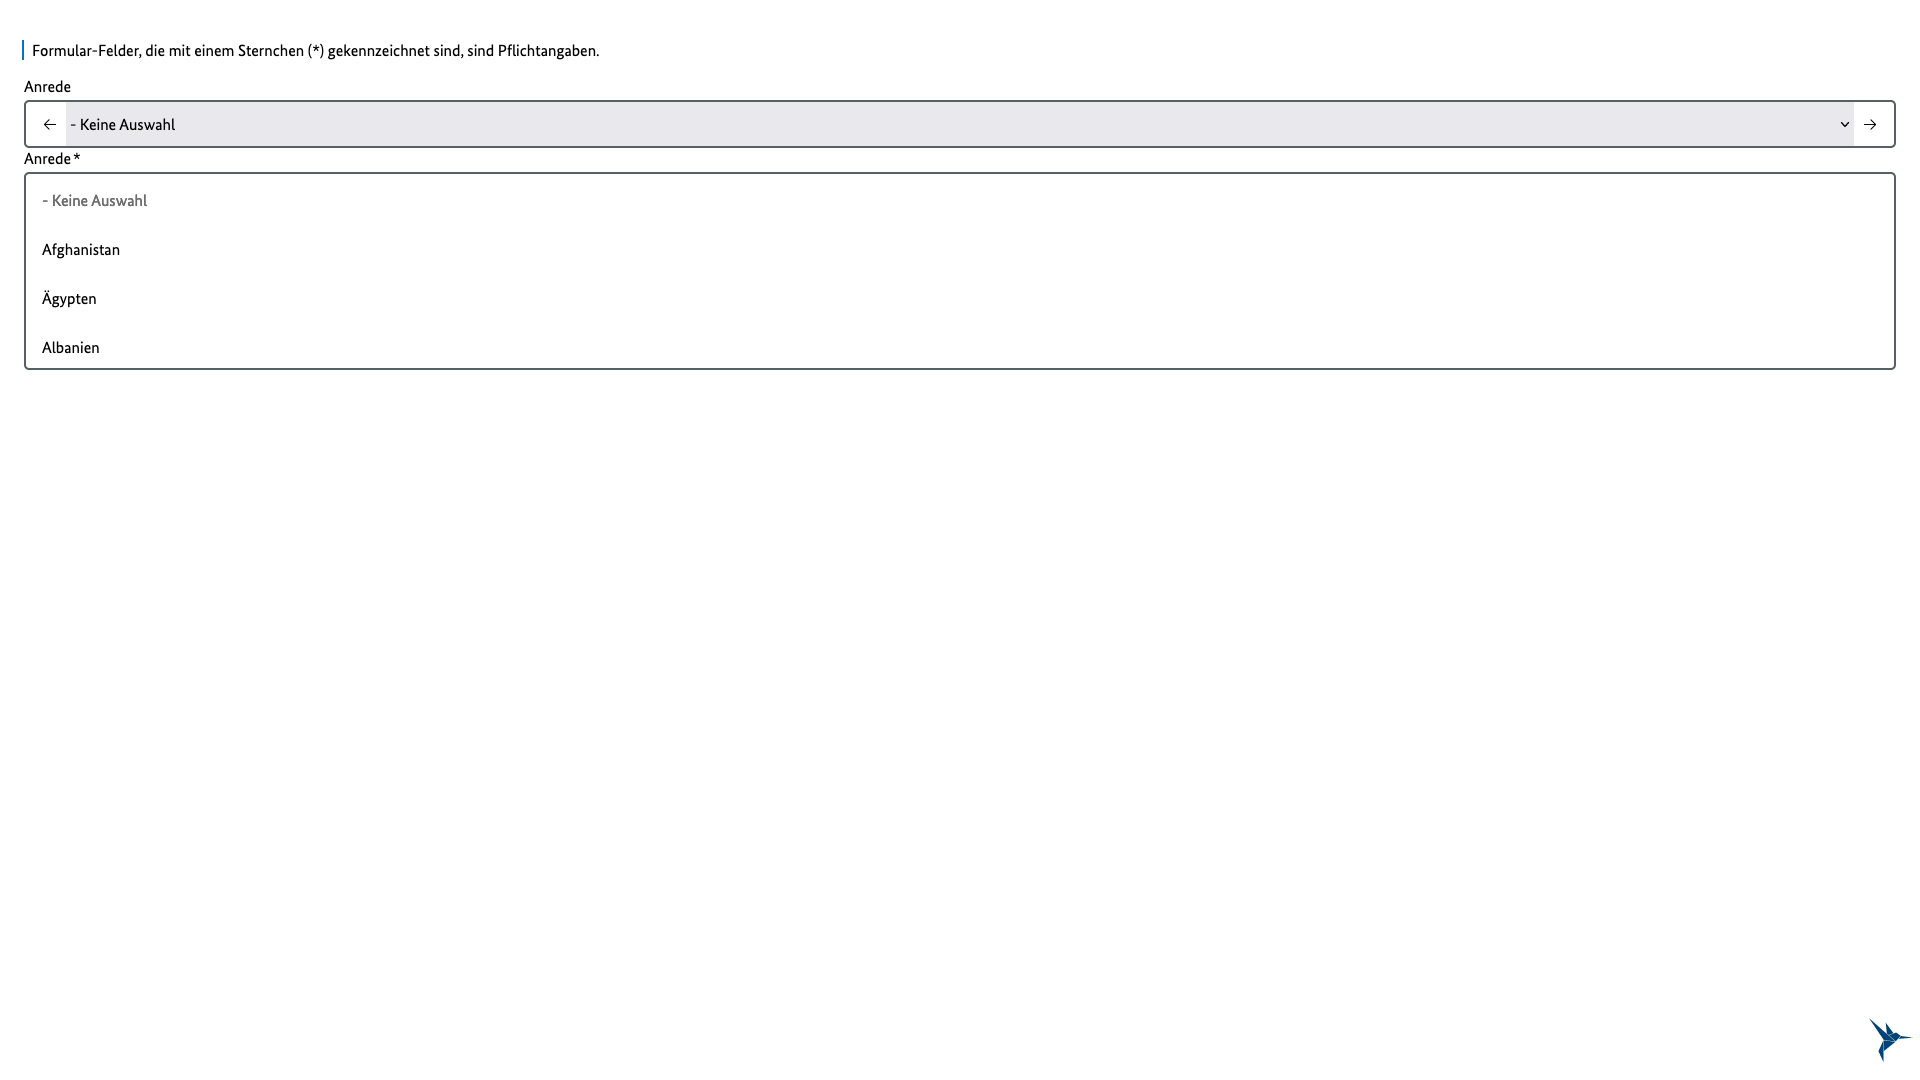 Formular-Felder, die mit einem Sternchen (*) gekennzeichnet sind, sind Pflichtangaben.
Anrede
- Keine Auswahl
Anrede*
- Keine Auswahl
Afghanistan
Ägypten
Albanien